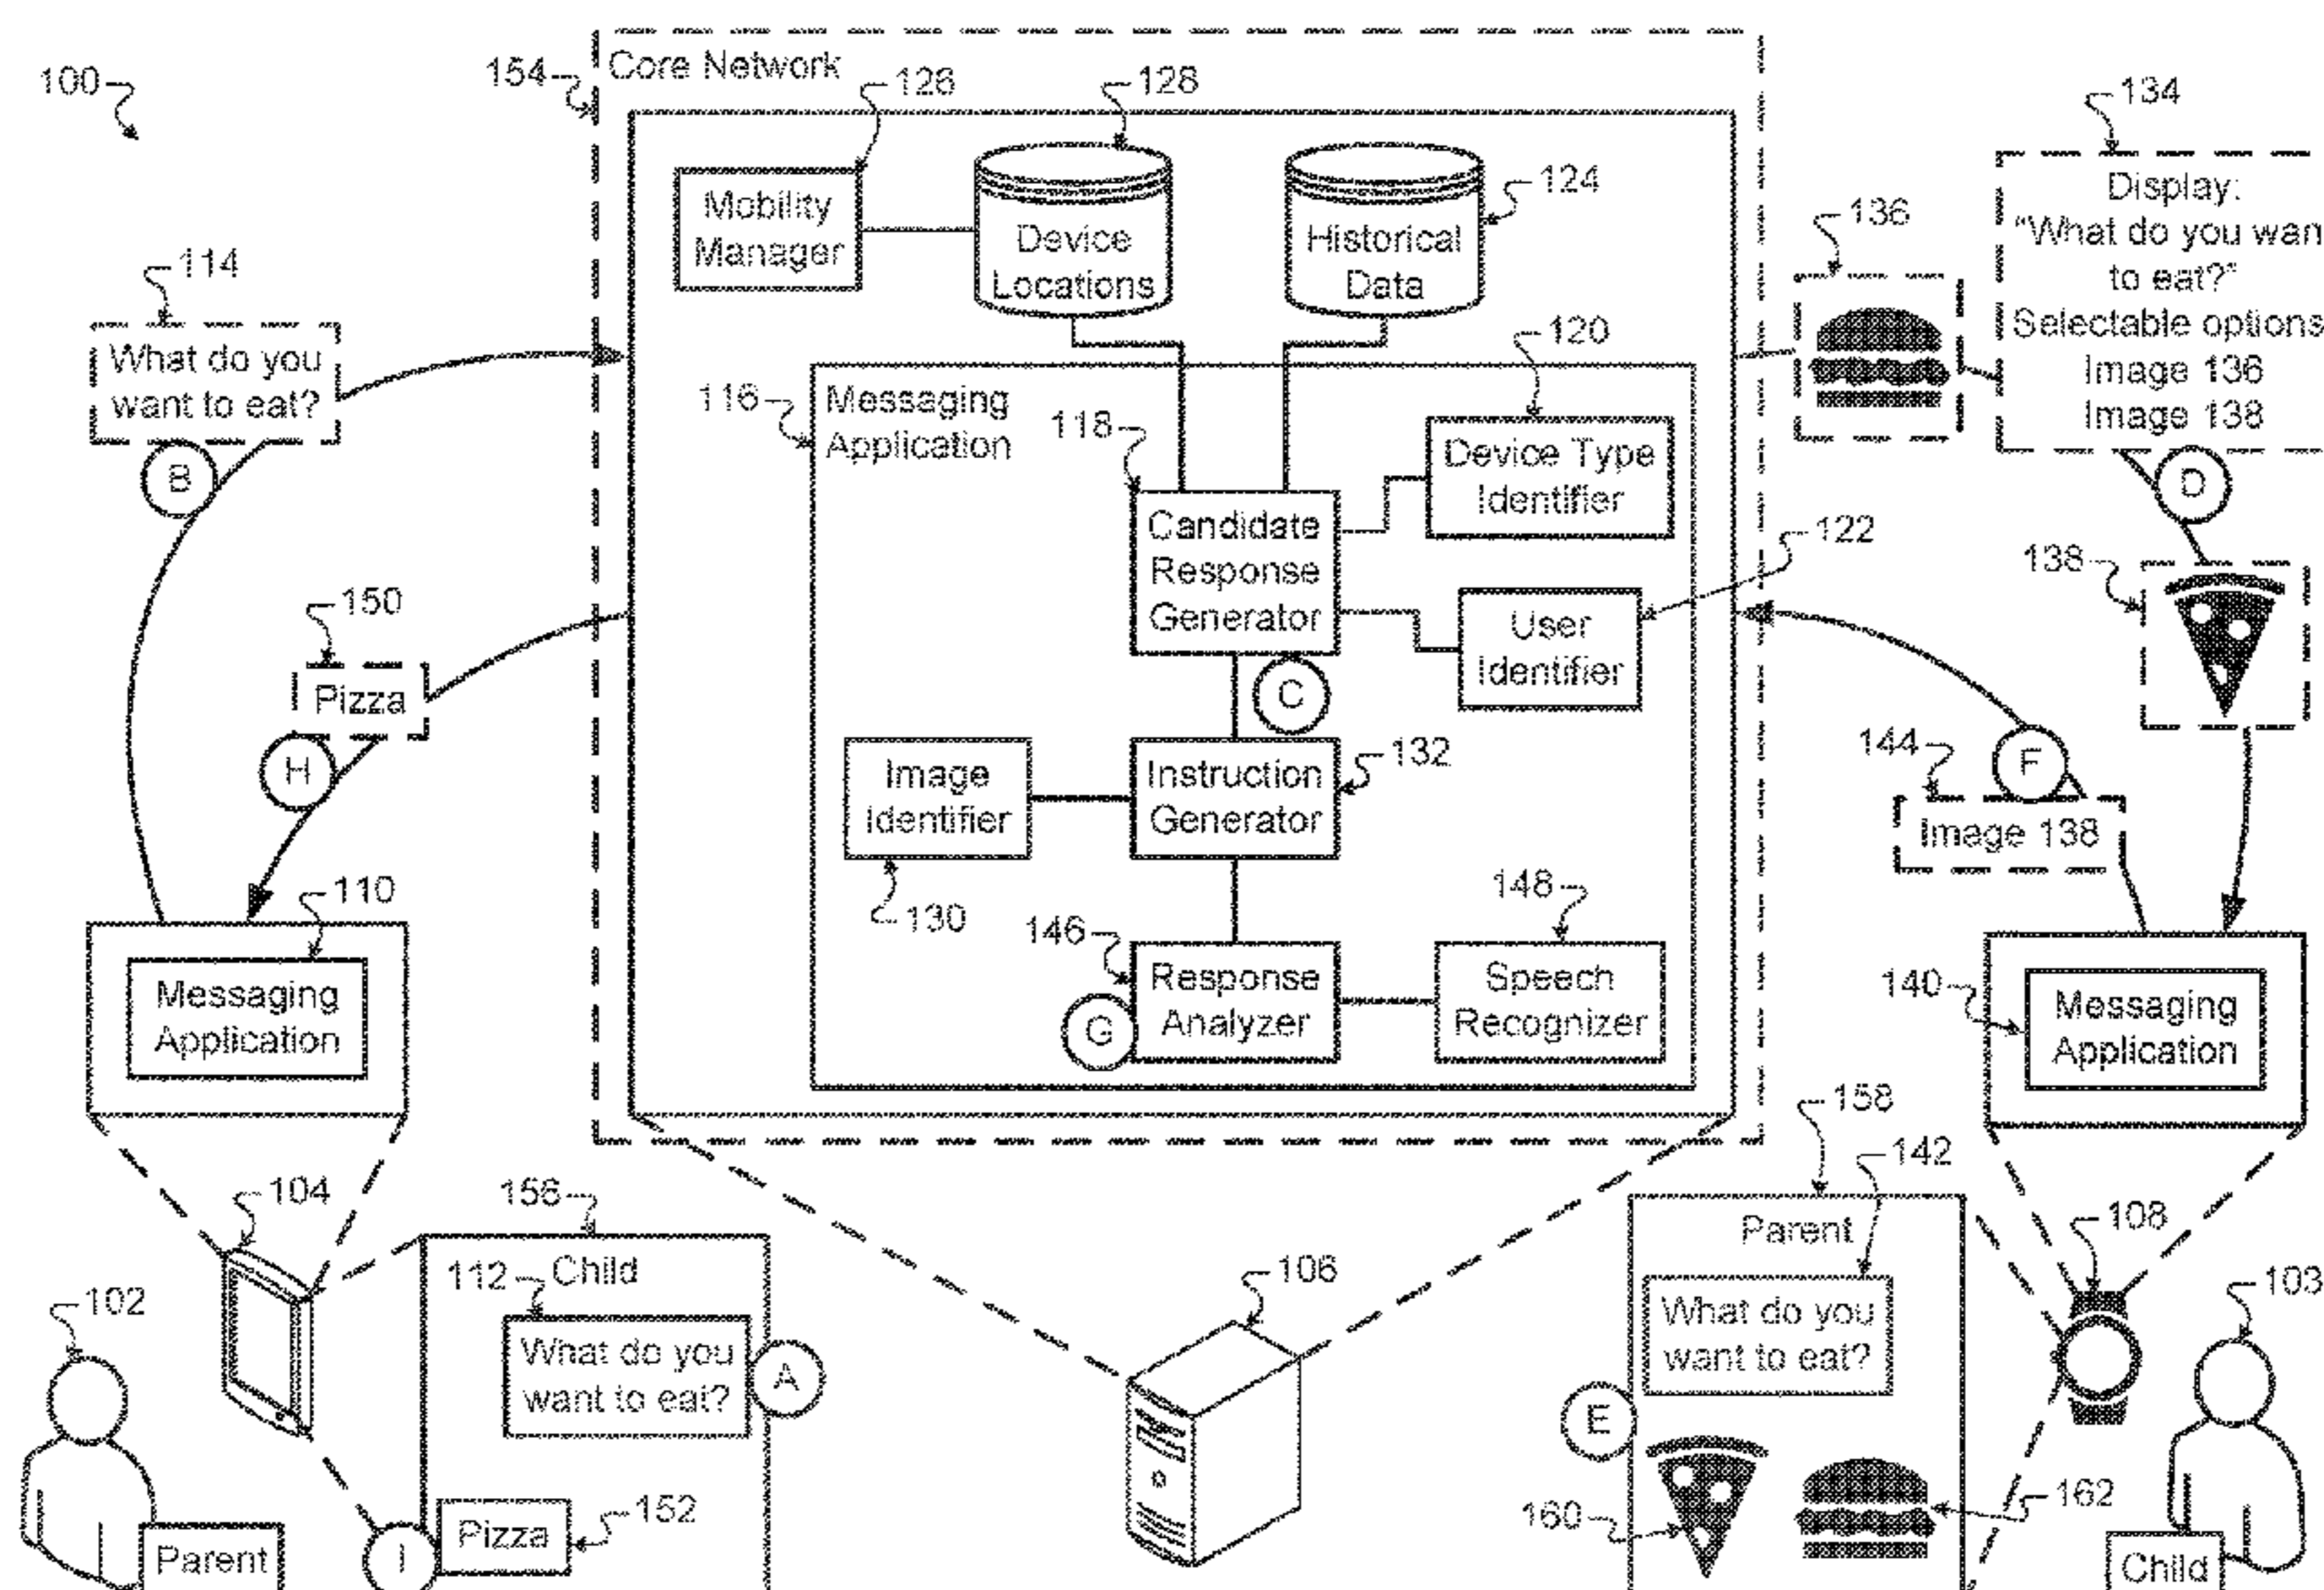 100
154
Core Network
126
128
134
Mobility
Manager
Device
Locations
Historical
Data
124
136
Display:
"What do you wan
to eat?"
Selectable options
Image 136
Image 138
114
What do you
want to eat?
B
116
Messaging
Application
118
120
Device Type
Identifier
D
Candidate
Response
Generator
122
User
Identifier
138
150
Pizza
H
C
Image
Identifier
130
Instruction
Generator
132
144
F
Image 138
110
Messaging
Application
146
Response
Analyzer
G
148
Speech
Recognizer
140
Messaging
Application
104
156
Child
112
What do you
want to eat?
A
102
Parent
I
Pizza
152
106
158
142
Parent
What do you
want to eat?
E
160
162
108
103
Child